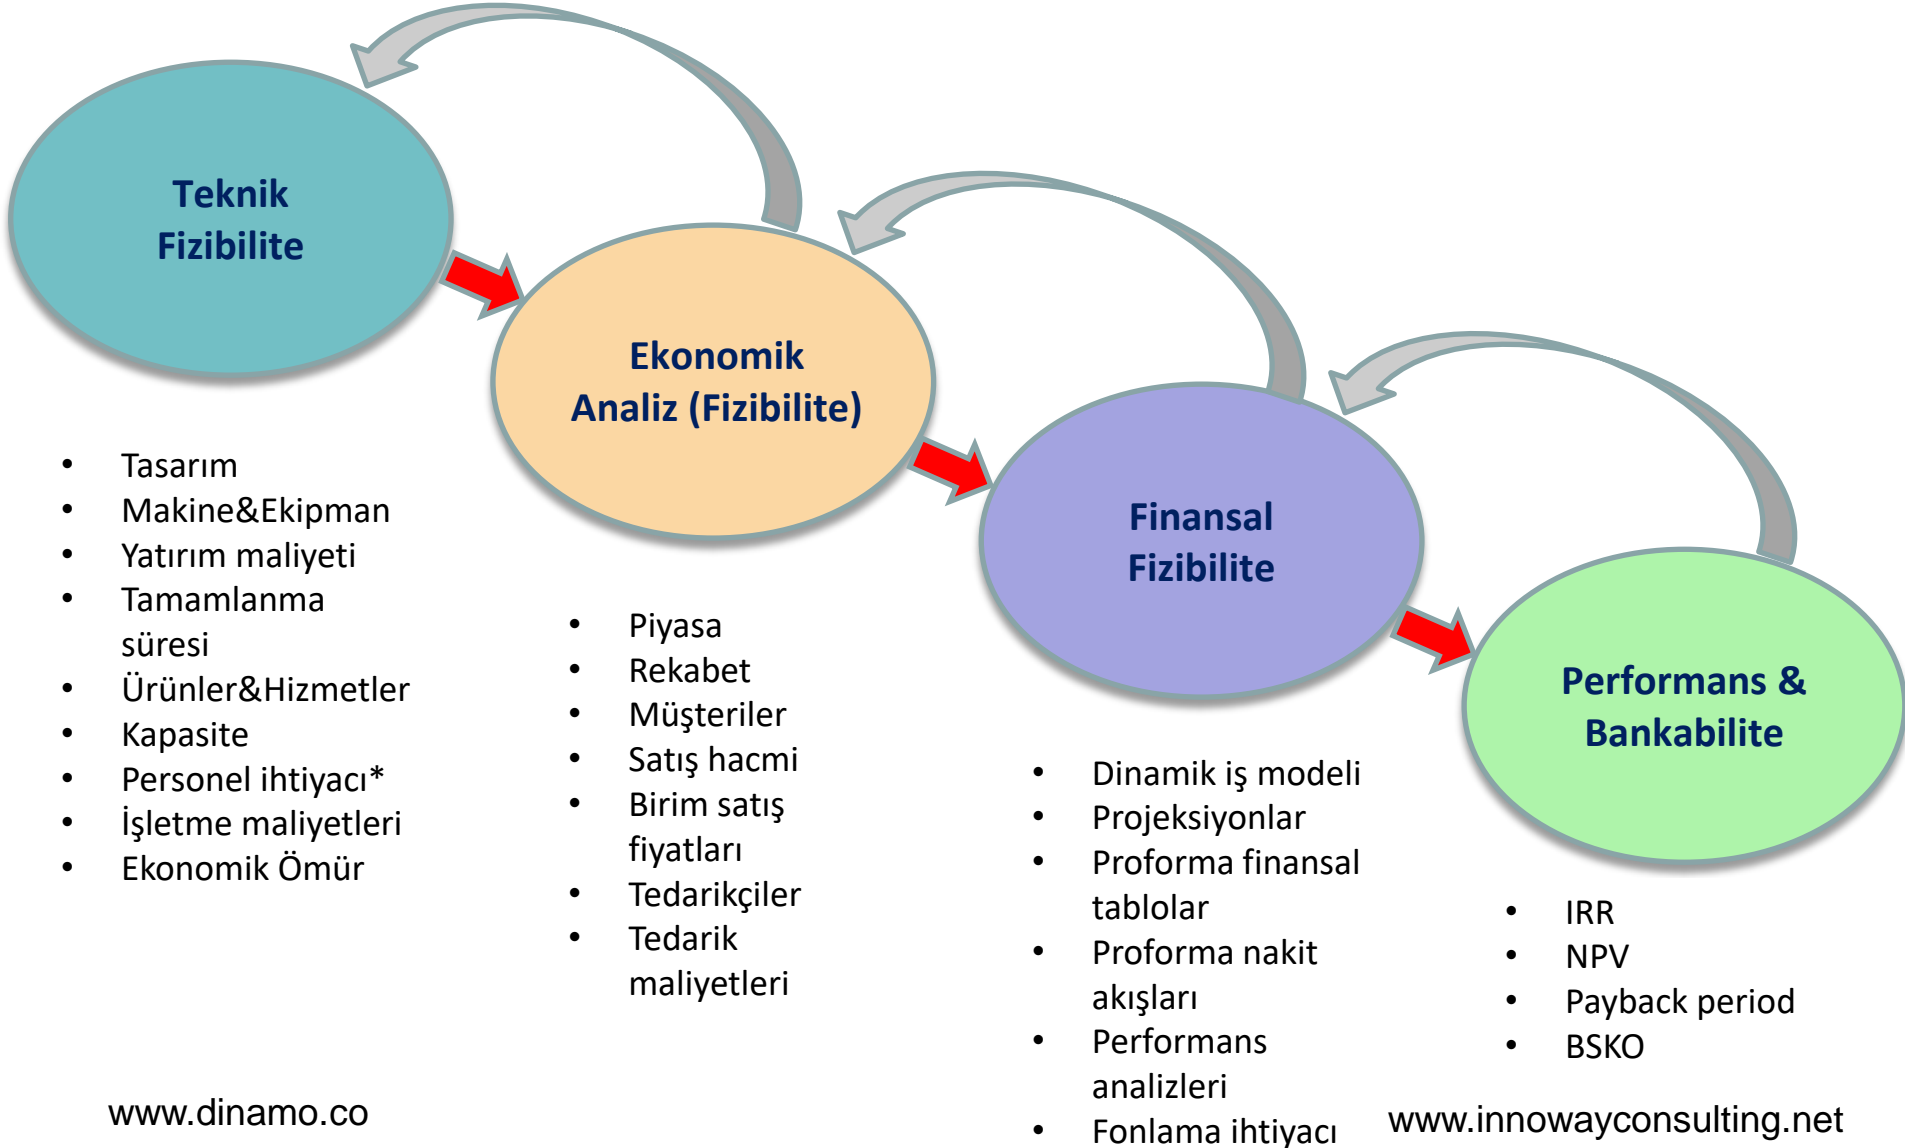 Teknik
Fizibilite
Ekonomik
Analiz (Fizibilite)
Finansal
Fizibilite
Performans &
Bankabilite
• Tasarım
• Makine&Ekipman
• Yatırım maliyeti
• Tamamlanma
süresi
• Ürünler&Hizmetler
• Kapasite
• Personel ihtiyacı*
• İşletme maliyetleri
• Ekonomik Ömür
• Piyasa
• Rekabet
• Müşteriler
• Satış hacmi
• Birim satış
fiyatları
• Tedarikçiler
• Tedarik
maliyetleri
• Dinamik iş modeli
• Projeksiyonlar
• Proforma finansal
tablolar
• Proforma nakit
akışları
• Performans
analizleri
• Fonlama ihtiyacı
• IRR
• NPV
• Payback period
• BSKO
www.dinamo.co
www.innowayconsulting.net